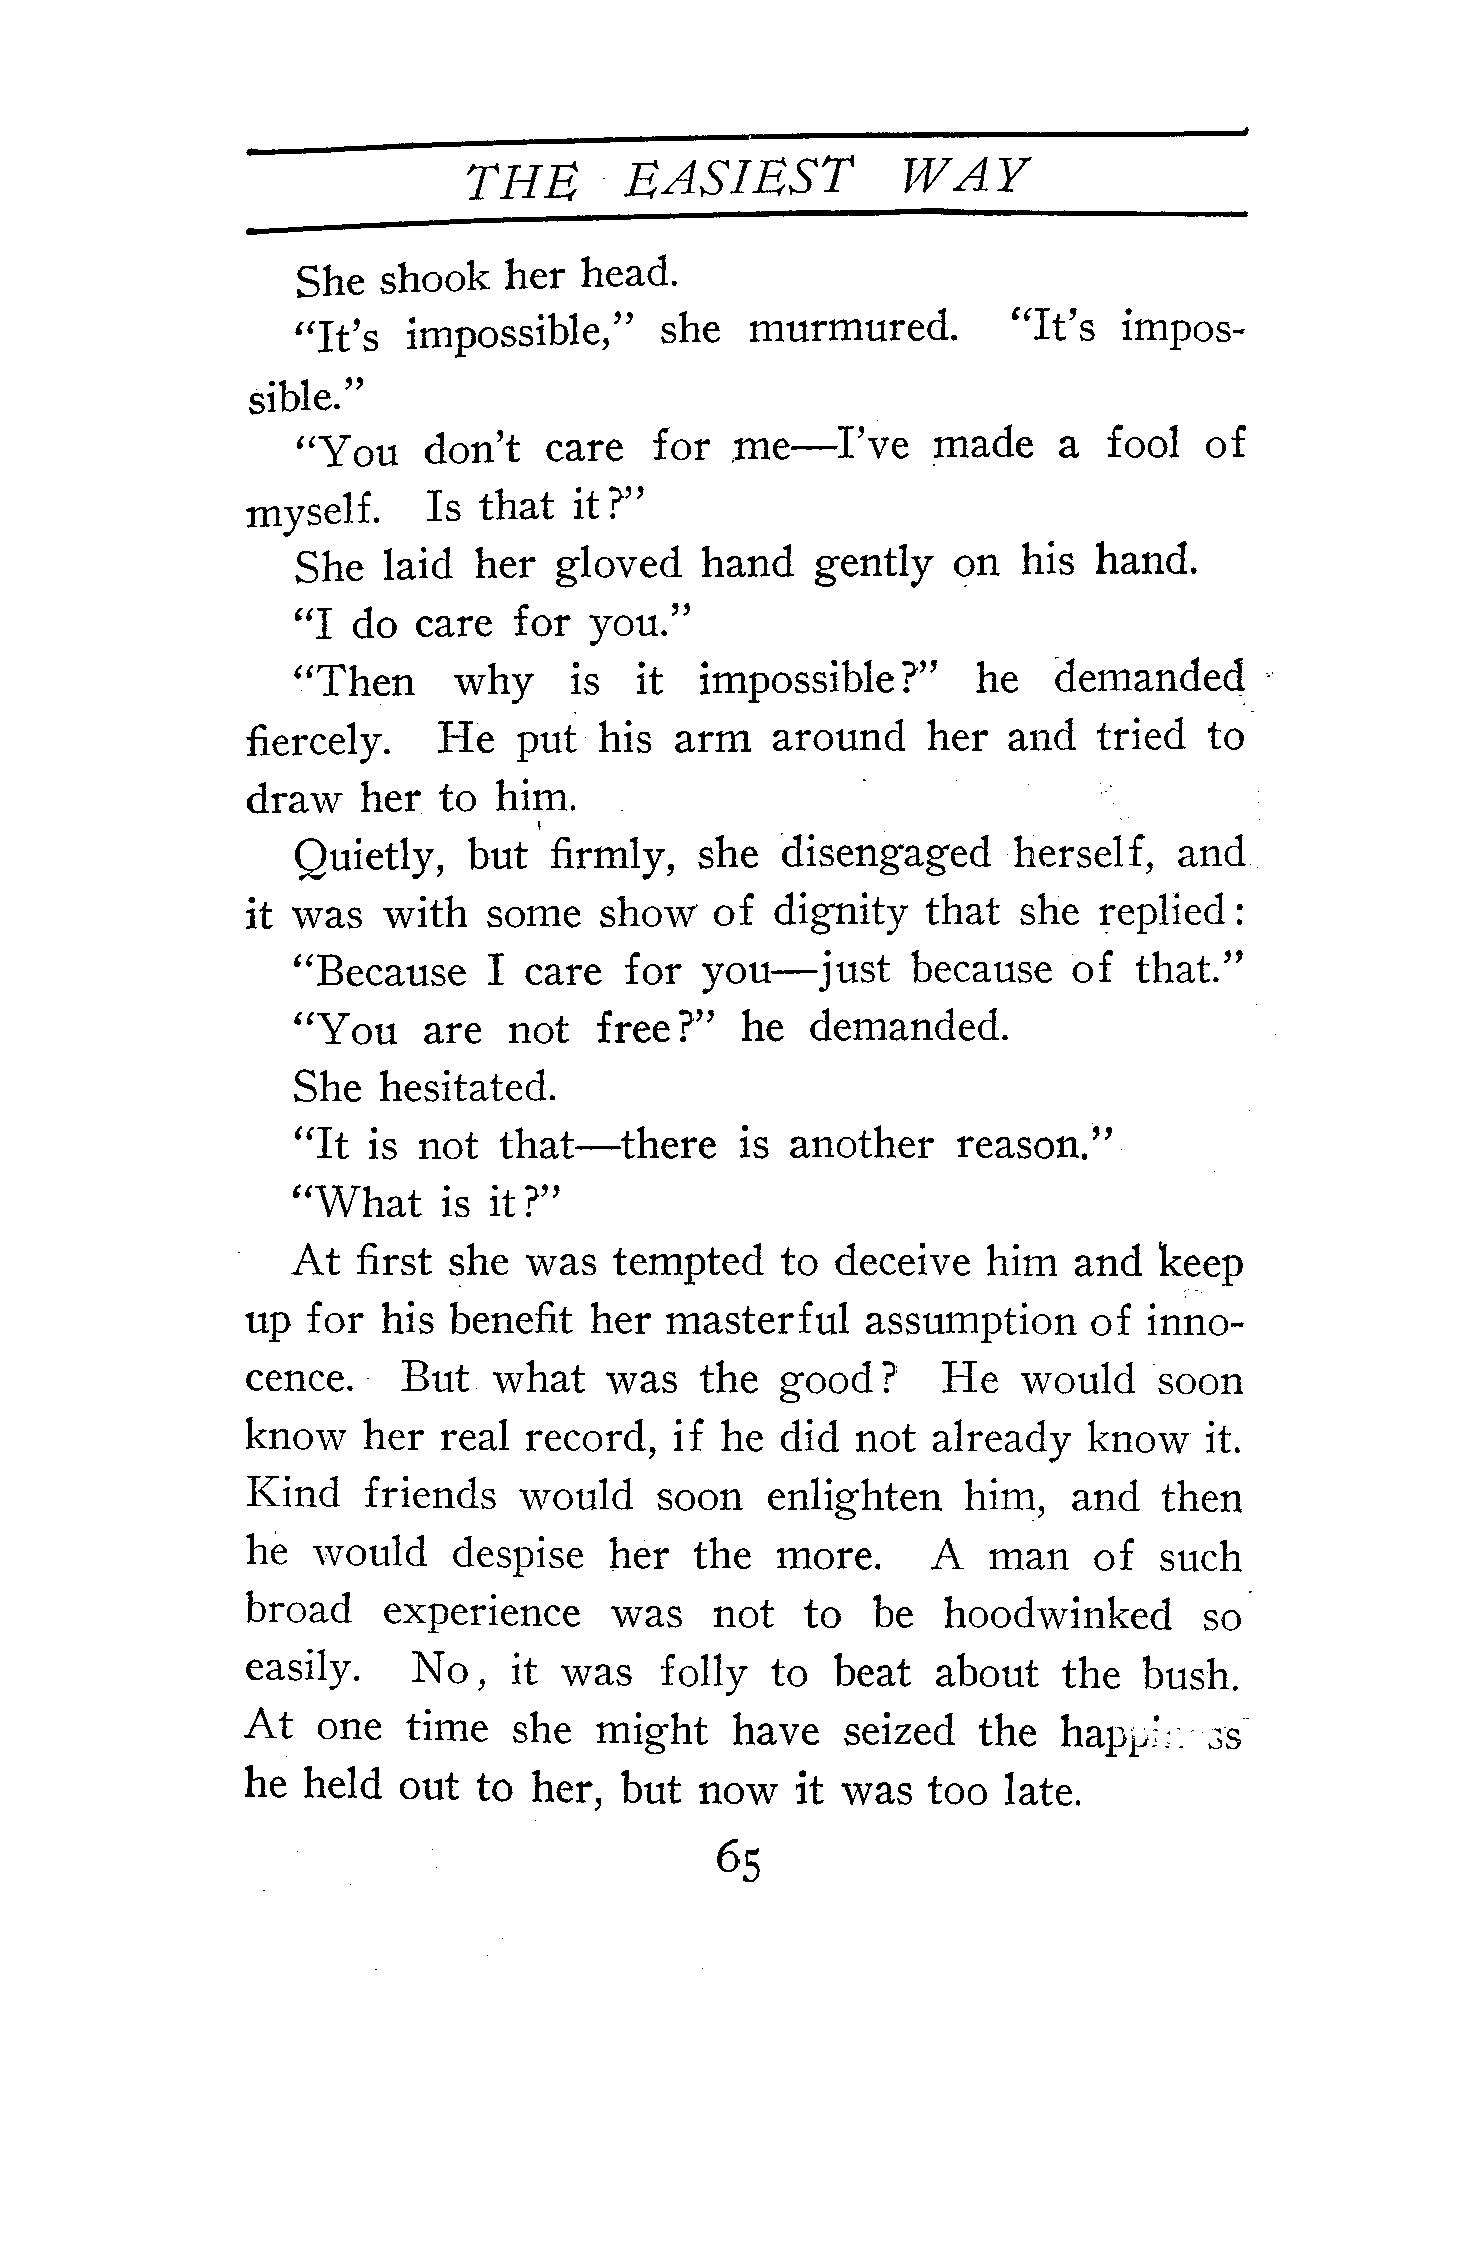 THE EASIEST WAY
She shook her head.
“It’s impossible,” she murmured. “It’s impos-
sible.”
“You don’t care for me—I’ve made a fool of
myself. Is that it?”
She laid her gloved hand gently on his hand.
“I do care for you.”
“Then why is it impossible?” he demanded
fiercely. He put his arm around her and tried to
draw her to him.
Quietly, but firmly, she disengaged herself, and
it was with some show of dignity that she replied:
“Because I care for you—just because of that.”
“You are not free?” he demanded.
She hesitated.
“It is not that—there is another reason.”
“What is it?”
At first she was tempted to deceive him and keep
up for his benefit her masterful assumption of inno-
cence. But what was the good? He would soon
know her real record, if he did not already know it.
Kind friends would soon enlighten him, and then
he would despise her the more. A man of such
broad experience was not to be hoodwinked so
easily. No, it was folly to beat about the bush.
At one time she might have seized the
he held out to her, but now it was too late.
65